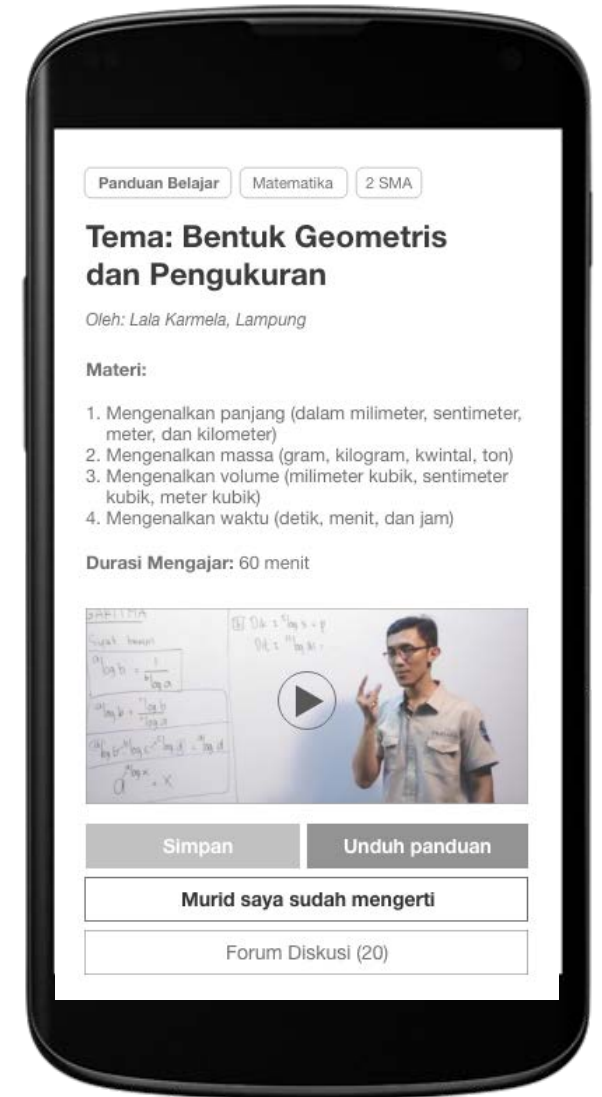 Panduan Belajar Matematika 2 SMA
Tema: Bentuk Geometris
dan Pengukuran
Oleh: Lala Karmela, Lampung
Materi:
1. Mengenalkan panjang (dalam milimeter, sentimeter,
meter, dan kilometer)
2. Mengenalkan massa (gram, kilogram, kwintal, ton)
3. Mengenalkan volume (milimeter kubik, sentimeter
kubik, meter kubik)
4. Mengenalkan waktu (detik, menit, dan jam)
Durasi Mengajar: 60 menit
Simpan Unduh panduan
Murid saya sudah mengerti
Forum Diskusi (20)